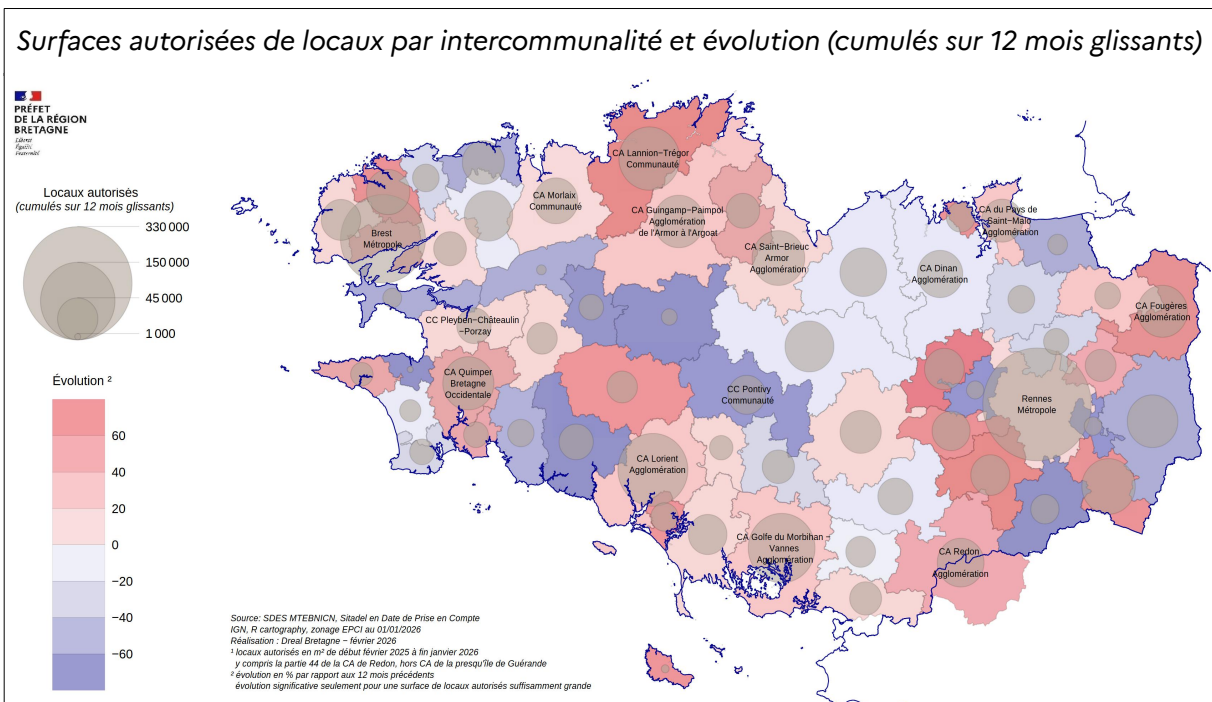 Surfaces autorisées de locaux par intercommunalité et évolution (cumulés sur 12 mois glissants)
PRÉFET
DE LA RÉGION
BRETAGNE
Liberté
Égalité
Fraternité
Locaux autorisés
(cumulés sur 12 mois glissants)
330 000
150 000
45 000
1 000
Évolution ²
60
40
20
0
−20
−40
−60
CA Lannion−Trégor
Communauté
CA Morlaix
Communauté
CA Guingamp−Paimpol
Agglomération
de l'Armor à l'Argoat
Brest
Métropole
CA Saint−Brieuc
Armor
Agglomération
CA Dinan
Agglomération
CA du Pays de
Saint−Malo
Agglomération
CA Fougères
Agglomération
CC Pleyben−Châteaulin
−Porzay
CA Quimper
Bretagne
Occidentale
CC Pontivy
Communauté
Rennes
Métropole
CA Lorient
Agglomération
CA Golfe du Morbihan −
Vannes
Agglomération
CA Redon
Agglomération
Source: SDES MTEBNICN, Sitadel en Date de Prise en Compte
IGN, R cartography, zonage EPCI au 01/01/2026
Réalisation : Dreal Bretagne − février 2026
¹ locaux autorisés en m² de début février 2025 à fin janvier 2026
y compris la partie 44 de la CA de Redon, hors CA de la presqu'île de Guérande
² évolution en % par rapport aux 12 mois précédents
évolution significative seulement pour une surface de locaux autorisés suffisamment grande